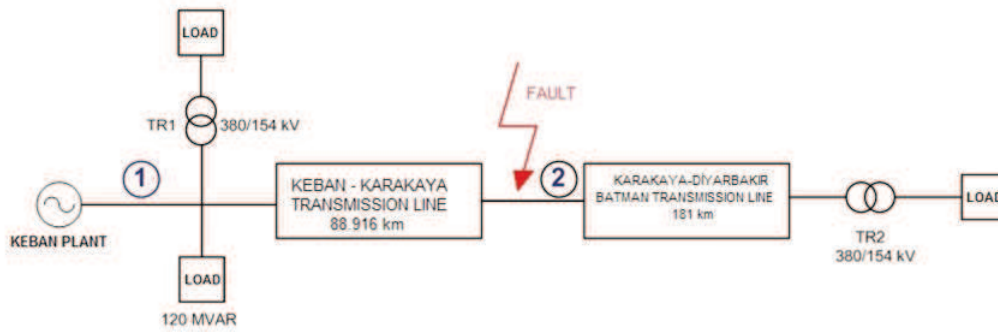 LOAD
TR1
380/154 kV
FAULT
1
2
KEBAN - KARAKAYA
TRANSMISSION LINE
88.916 km
KARAKAYA-DİYARBAKIR
BATMAN TRANSMISSION LINE
181 km
LOAD
KEBAN PLANT
TR2
380/154 kV
LOAD
120 MVAR